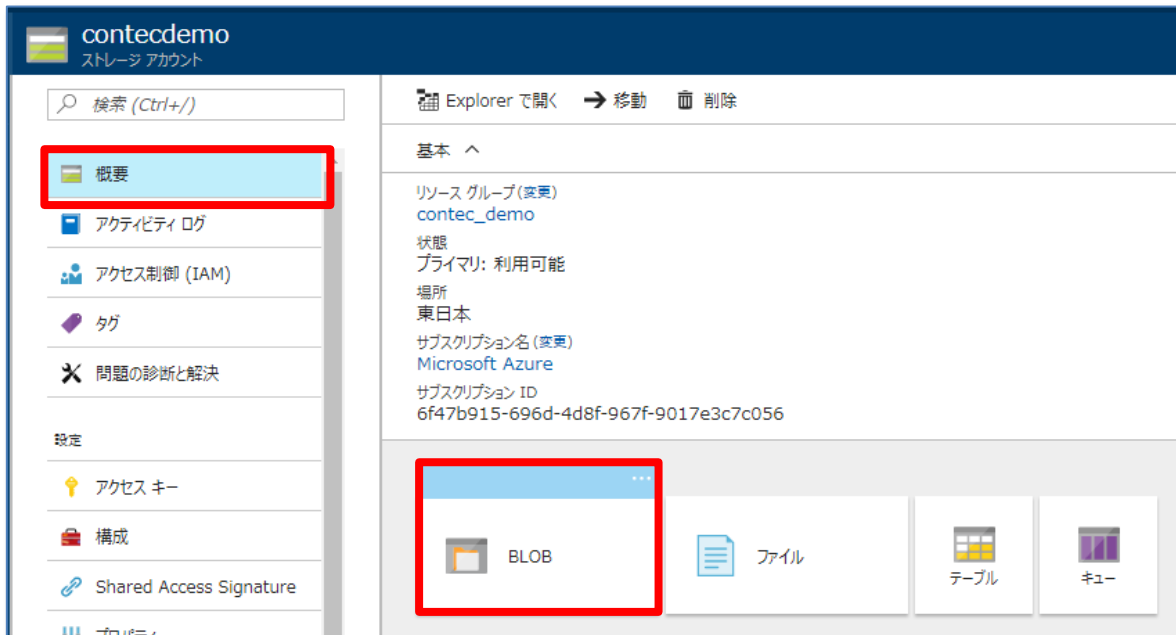 contecdemo
ストレージ アカウント
検索 (Ctrl+/)
概要
アクティビティ ログ
アクセス制御 (IAM)
タグ
問題の診断と解決
設定
アクセス キー
構成
Shared Access Signature
プロパティ
Explorer で開く 移動 削除
基本
リソース グループ(変更)
contec_demo
状態
プライマリ: 利用可能
場所
東日本
サブスクリプション名(変更)
Microsoft Azure
サブスクリプション ID
6f47b915-696d-4d8f-967f-9017e3c7c056
...
BLOB
ファイル
テーブル
キュー